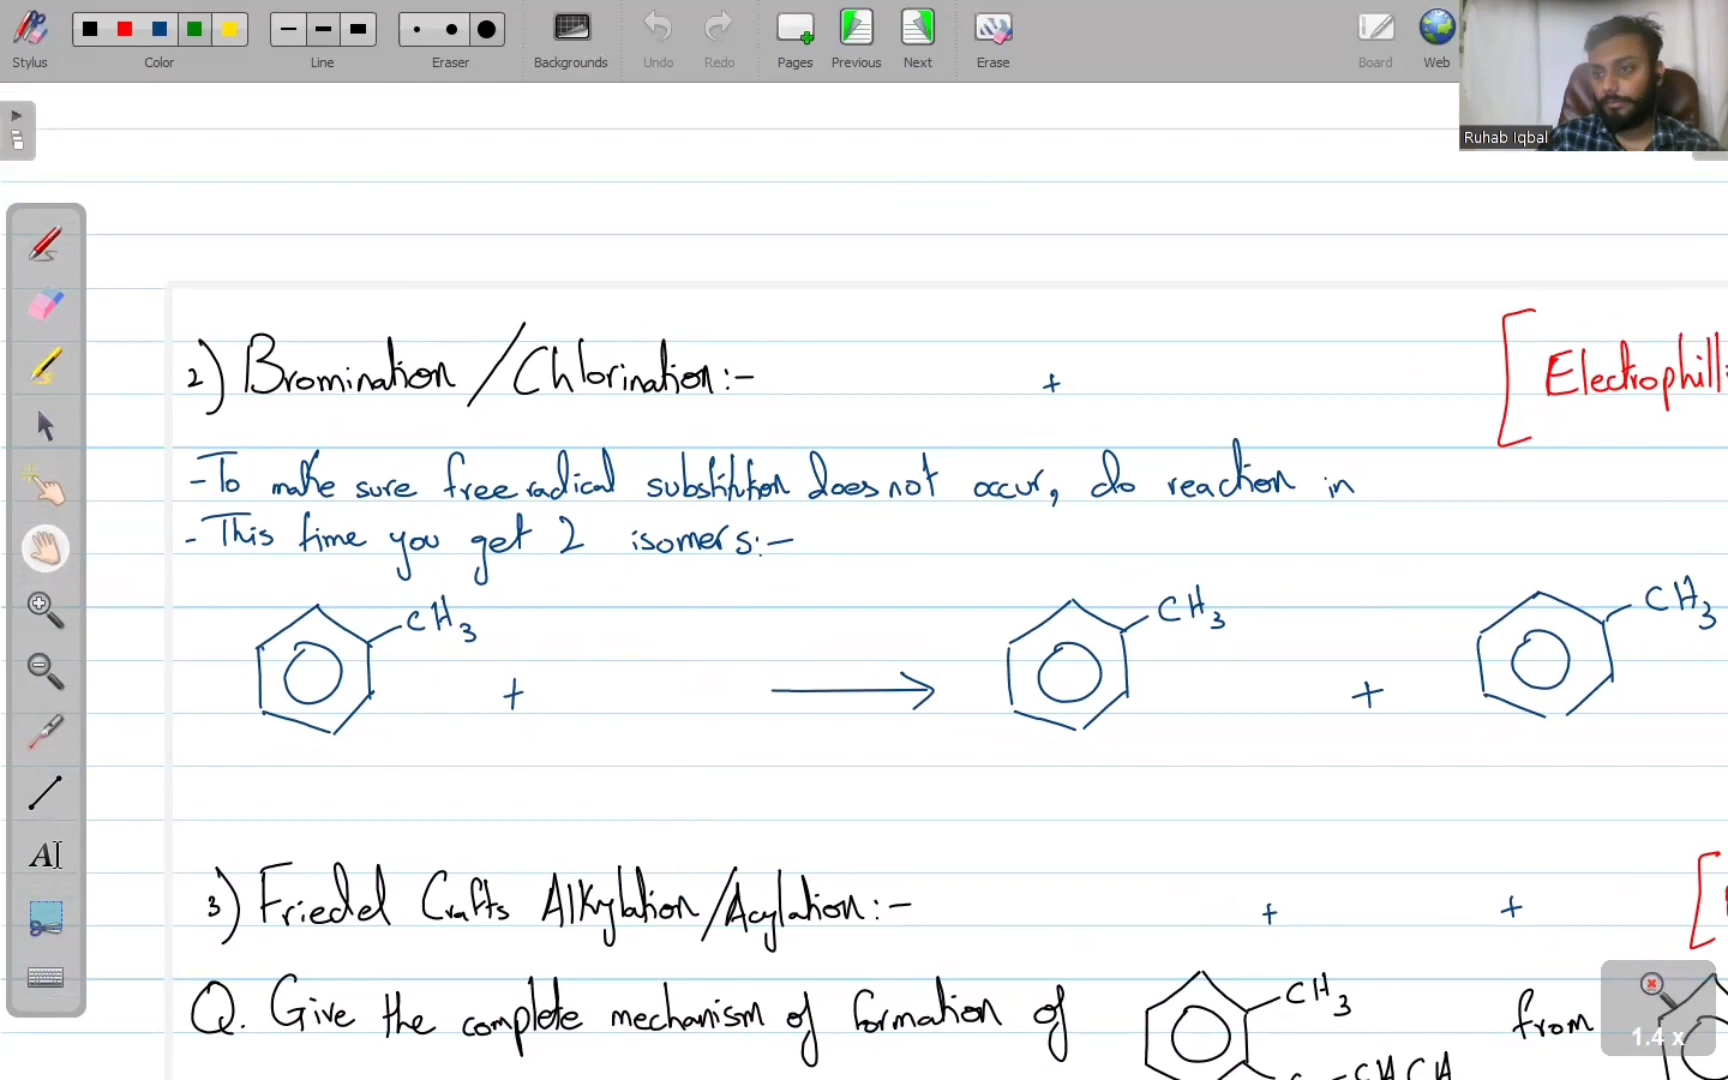 Stylus Color Line Eraser Backgrounds Undo Redo Pages Previous Next Erase Board Web
Ruhab Iqbal
2) Bromination/Chlorination:- + [Electrophill
- To make sure free radical substitution does not occur, do reaction in
- This time you get 2 isomers:-
CH3 + → CH3 + CH3
3) Friedel Crafts Alkylation/Acylation:- + + [
Q. Give the complete mechanism of formation of CH3 from
1.4 x